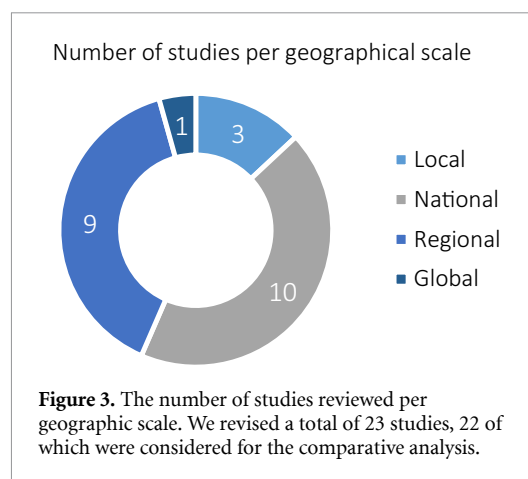 Number of studies per geographical scale
1
3
9
10
Local
National
Regional
Global
Figure 3. The number of studies reviewed per
geographic scale. We revised a total of 23 studies, 22 of
which were considered for the comparative analysis.